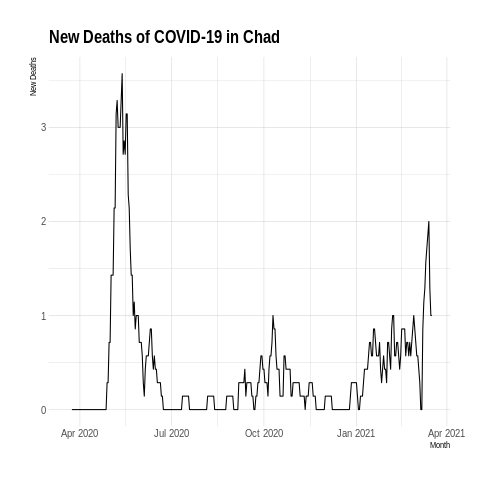 New Deaths of COVID-19 in Chad
New Deaths
3
2
1
0
Apr 2020 Jul 2020 Oct 2020 Jan 2021 Apr 2021
Month